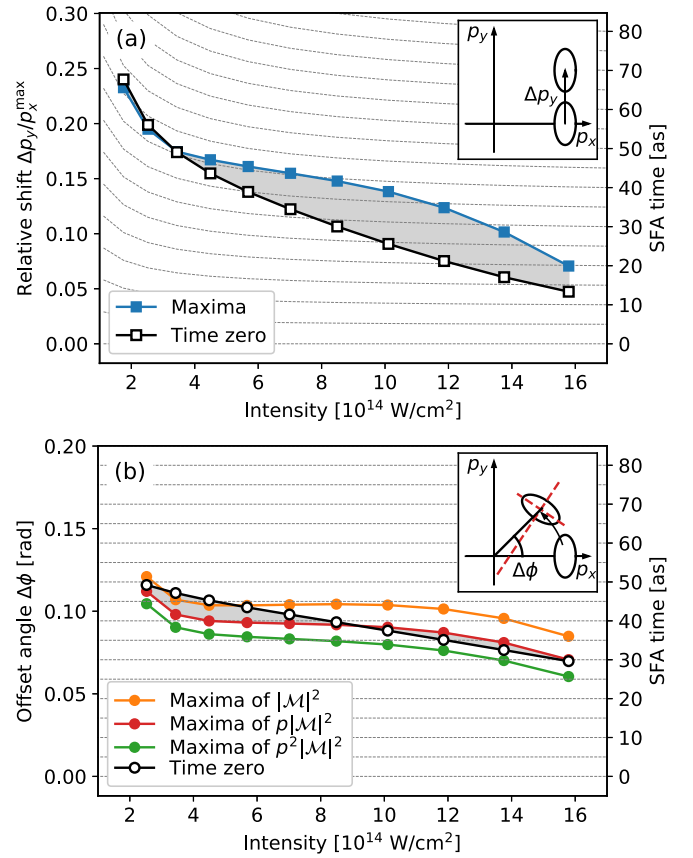 (a)
Relative shift Δp_y/p_x^max
0.30
0.25
0.20
0.15
0.10
0.05
0.00
80
70
60
50
40
30
20
10
0
SFA time [as]
p_y
Δp_y
p_x
Maxima
Time zero
2 4 6 8 10 12 14 16
Intensity [10^14 W/cm^2]
(b)
Offset angle Δϕ [rad]
0.20
0.15
0.10
0.05
0.00
80
70
60
50
40
30
20
10
0
SFA time [as]
p_y
Δϕ
p_x
Maxima of |ℳ|^2
Maxima of p|ℳ|^2
Maxima of p^2|ℳ|^2
Time zero
2 4 6 8 10 12 14 16
Intensity [10^14 W/cm^2]